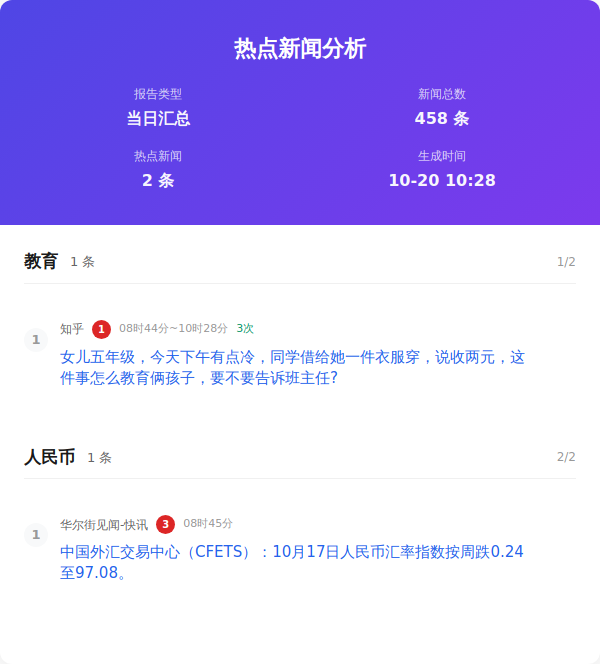 热点新闻分析
报告类型
新闻总数
当日汇总
458 条
热点新闻
生成时间
2 条
10-20 10:28
教育 1 条 1/2
1
知乎 1 08时44分~10时28分 3次
女儿五年级，今天下午有点冷，同学借给她一件衣服穿，说收两元，这
件事怎么教育俩孩子，要不要告诉班主任?
人民币 1 条 2/2
1
华尔街见闻-快讯 3 08时45分
中国外汇交易中心（CFETS）：10月17日人民币汇率指数按周跌0.24
至97.08。